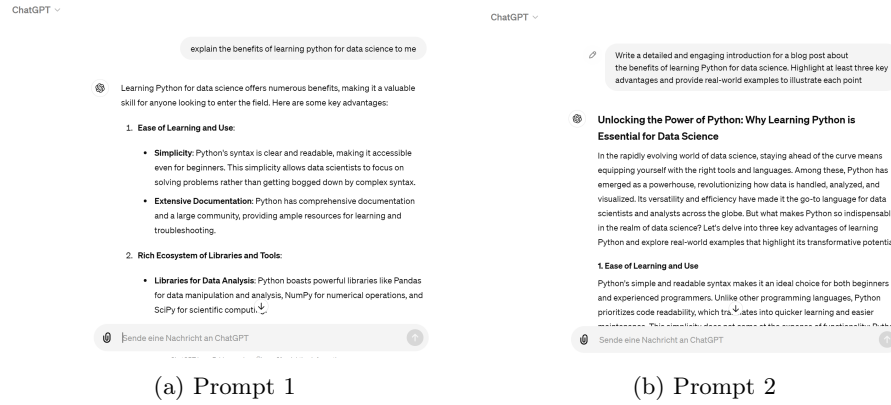 ChatGPT
explain the benefits of learning python for data science to me
Learning Python for data science offers numerous benefits, making it a valuable
skill for anyone looking to enter the field. Here are some key advantages:
1. Ease of Learning and Use:
• Simplicity: Python's syntax is clear and readable, making it accessible
even for beginners. This simplicity allows data scientists to focus on
solving problems rather than getting bogged down by complex syntax.
• Extensive Documentation: Python has comprehensive documentation
and a large community, providing ample resources for learning and
troubleshooting.
2. Rich Ecosystem of Libraries and Tools:
• Libraries for Data Analysis: Python boasts powerful libraries like Pandas
for data manipulation and analysis, NumPy for numerical operations, and
SciPy for scientific computi
Sende eine Nachricht an ChatGPT
(a) Prompt 1
ChatGPT
Write a detailed and engaging introduction for a blog post about
the benefits of learning Python for data science. Highlight at least three key
advantages and provide real-world examples to illustrate each point
Unlocking the Power of Python: Why Learning Python is
Essential for Data Science
In the rapidly evolving world of data science, staying ahead of the curve means
equipping yourself with the right tools and languages. Among these, Python has
emerged as a powerhouse, revolutionizing how data is handled, analyzed, and
visualized. Its versatility and efficiency have made it the go-to language for data
scientists and analysts across the globe. But what makes Python so indispensabl
in the realm of data science? Let's delve into three key advantages of learning
Python and explore real-world examples that highlight its transformative potentia
1. Ease of Learning and Use
Python's simple and readable syntax makes it an ideal choice for both beginners
and experienced programmers. Unlike other programming languages, Python
prioritizes code readability, which tra ates into quicker learning and easier
Sende eine Nachricht an ChatGPT
(b) Prompt 2